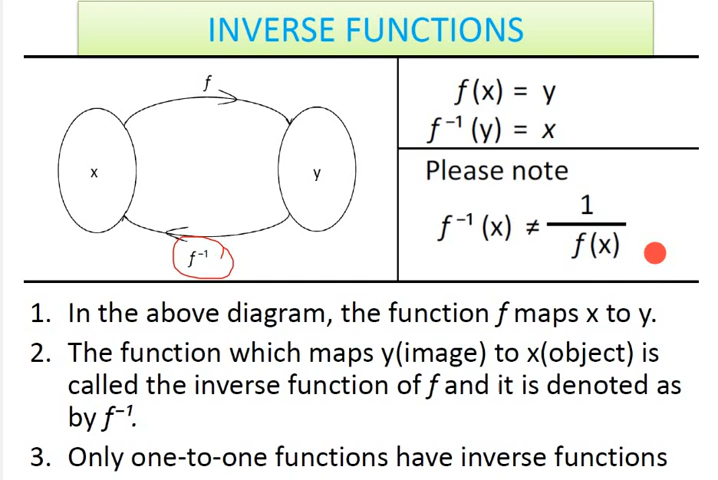 INVERSE FUNCTIONS
f
x
y
f⁻¹
f(x) = y
f⁻¹ (y) = x
Please note
f⁻¹ (x) ≠ 1/f(x)
1. In the above diagram, the function f maps x to y.
2. The function which maps y(image) to x(object) is
called the inverse function of f and it is denoted as
by f⁻¹.
3. Only one-to-one functions have inverse functions